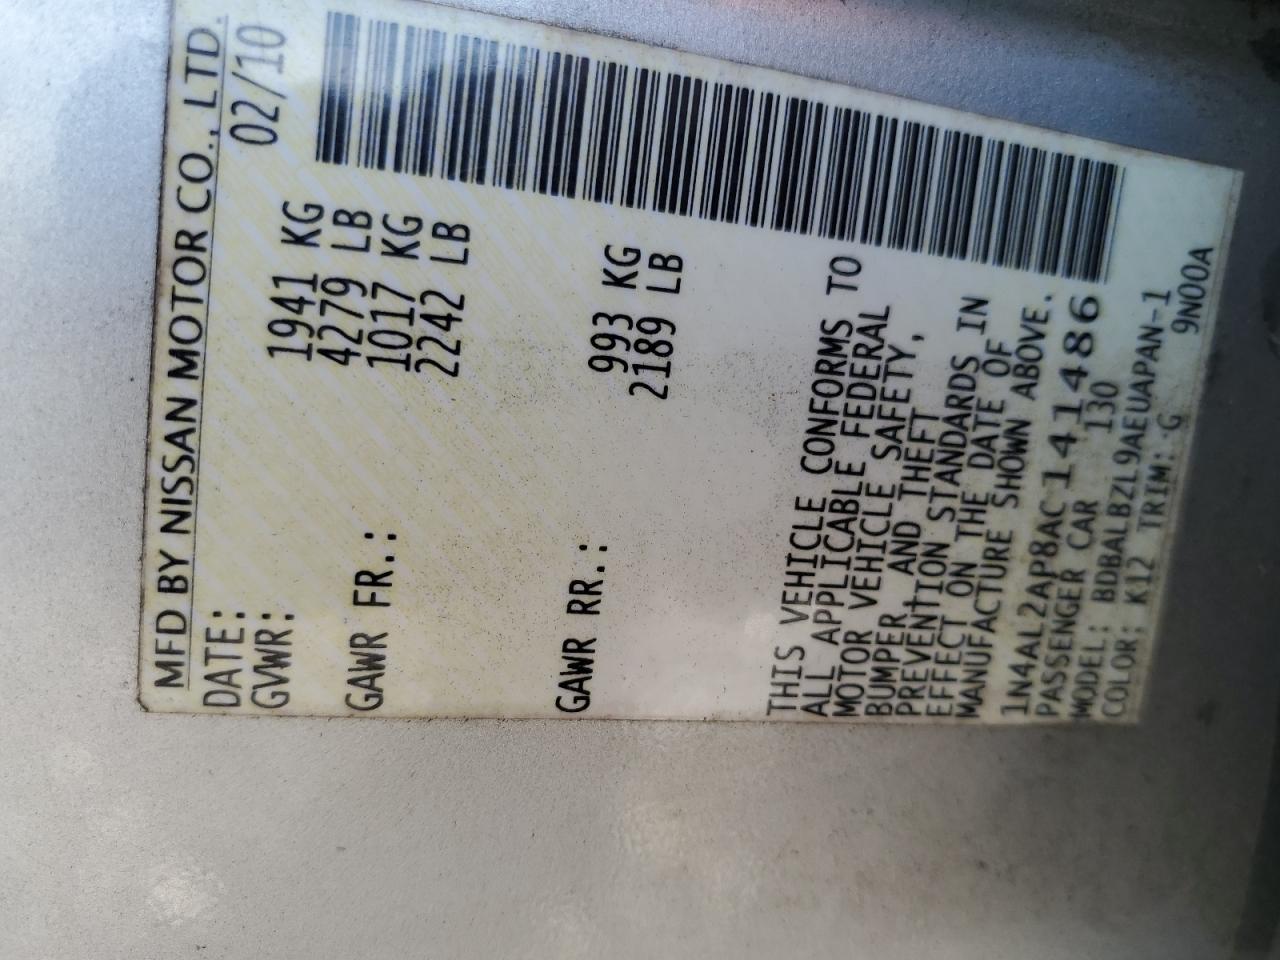 MFD BY NISSAN MOTOR CO., LTD.
DATE: 02/10
GVWR: 1941 KG
4279 LB
GAWR FR.: 1017 KG
2242 LB
GAWR RR.: 993 KG
2189 LB
THIS VEHICLE CONFORMS TO
ALL APPLICABLE FEDERAL
MOTOR VEHICLE SAFETY,
BUMPER, AND THEFT
PREVENTION STANDARDS IN
EFFECT ON THE DATE OF
MANUFACTURE SHOWN ABOVE.
1N4AL2AP8AC141486
PASSENGER CAR 130
MODEL: BDBALBZL9AEUAPAN-1
COLOR: K12 TRIM: G 9N00A